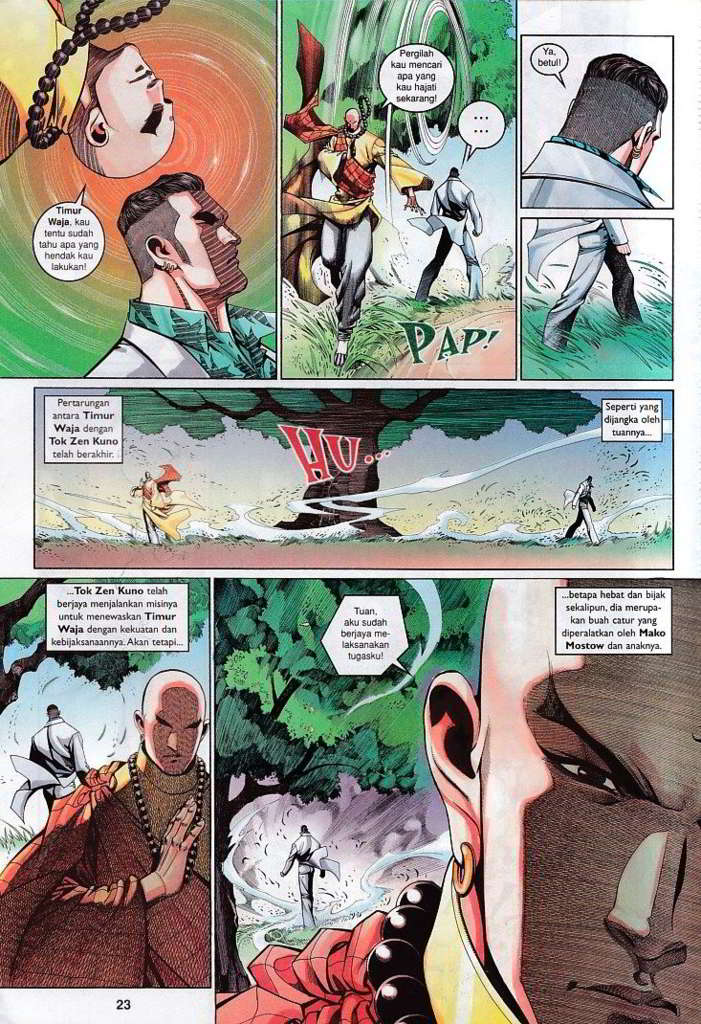 Timur
Waja, kau
tentu sudah
tahu apa yang
hendak kau
lakukan!
Pergilah
kau mencari
apa yang
kau hajati
sekarang!
...
...
PAP!
Ya,
betul!
Pertarungan
antara Timur
Waja dengan
Tok Zen Kuno
telah berakhir.
HU...
Seperti yang
dijangka oleh
tuannya...
...Tok Zen Kuno telah
berjaya menjalankan misinya
untuk menewaskan Timur
Waja dengan kekuatan dan
kebijaksanaannya. Akan tetapi...
Tuan,
aku sudah
berjaya me-
laksanakan
tugasku!
...betapa hebat dan bijak
sekalipun, dia merupa-
kan buah catur yang
diperalatkan oleh Mako
Mostow dan anaknya.
23